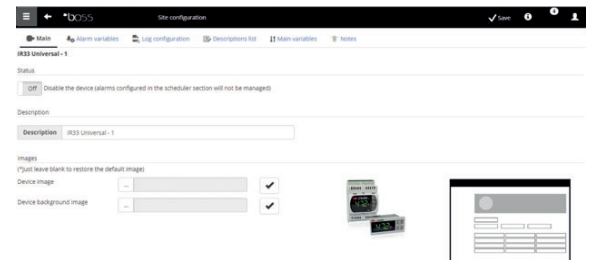 boss
Site configuration
Save
4
Main
Alarm variables
Log configuration
Descriptions list
Main variables
Notes
IR33 Universal - 1
Status
Off
Disable the device (alarms configured in the scheduler section will not be managed)
Description
Description
IR33 Universal - 1
Images
(*Just leave blank to restore the default image)
Device image
...
Device background image
...